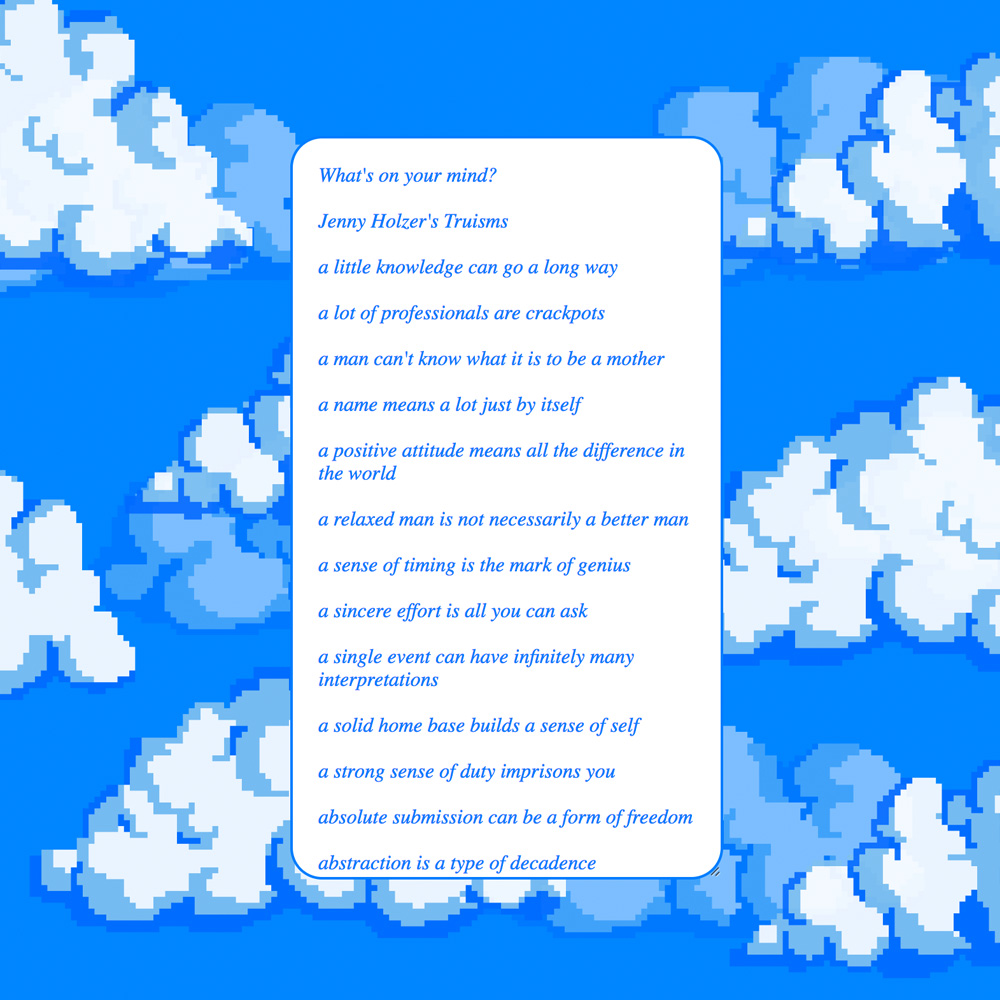 What's on your mind?
Jenny Holzer's Truisms
a little knowledge can go a long way
a lot of professionals are crackpots
a man can't know what it is to be a mother
a name means a lot just by itself
a positive attitude means all the difference in
the world
a relaxed man is not necessarily a better man
a sense of timing is the mark of genius
a sincere effort is all you can ask
a single event can have infinitely many
interpretations
a solid home base builds a sense of self
a strong sense of duty imprisons you
absolute submission can be a form of freedom
abstraction is a type of decadence